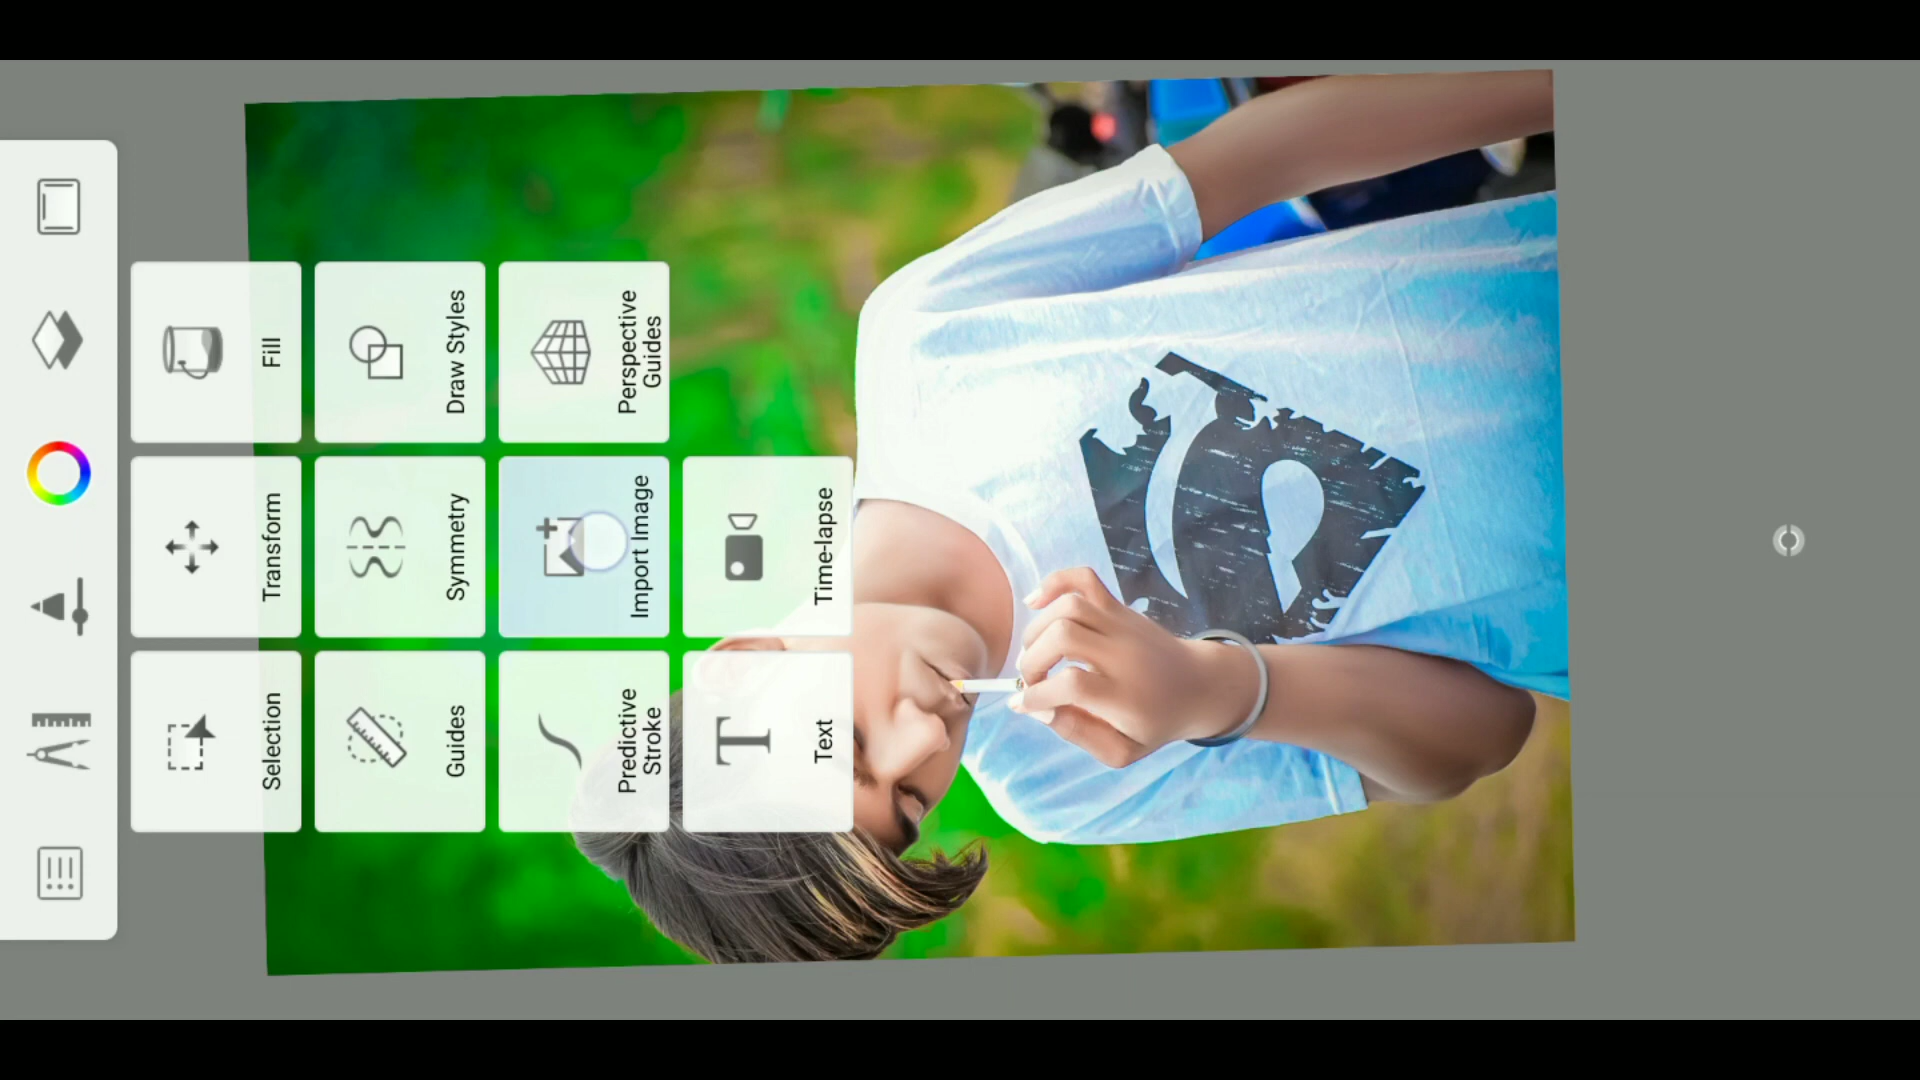 Selection
Transform
Fill
Guides
Symmetry
Draw Styles
Predictive
Stroke
Import Image
Perspective
Guides
Text
Time-lapse